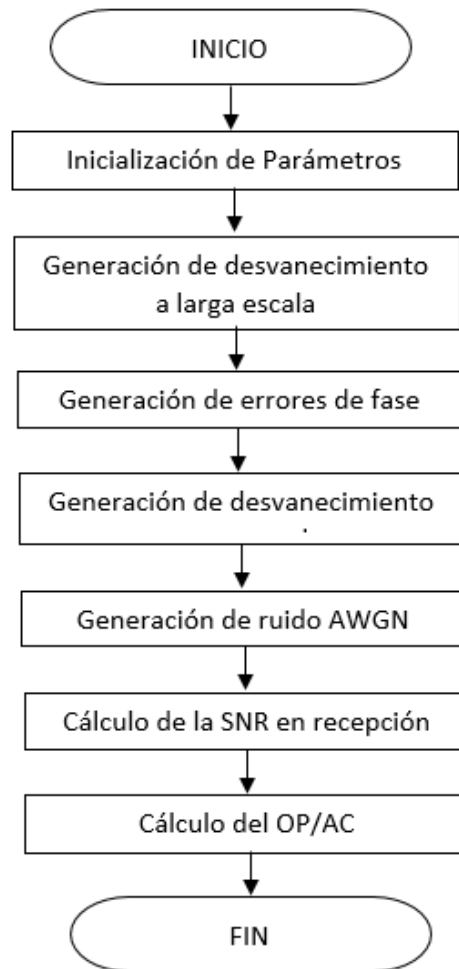 INICIO
Inicialización de Parámetros
Generación de desvanecimiento
a larga escala
Generación de errores de fase
Generación de desvanecimiento
.
Generación de ruido AWGN
Cálculo de la SNR en recepción
Cálculo del OP/AC
FIN